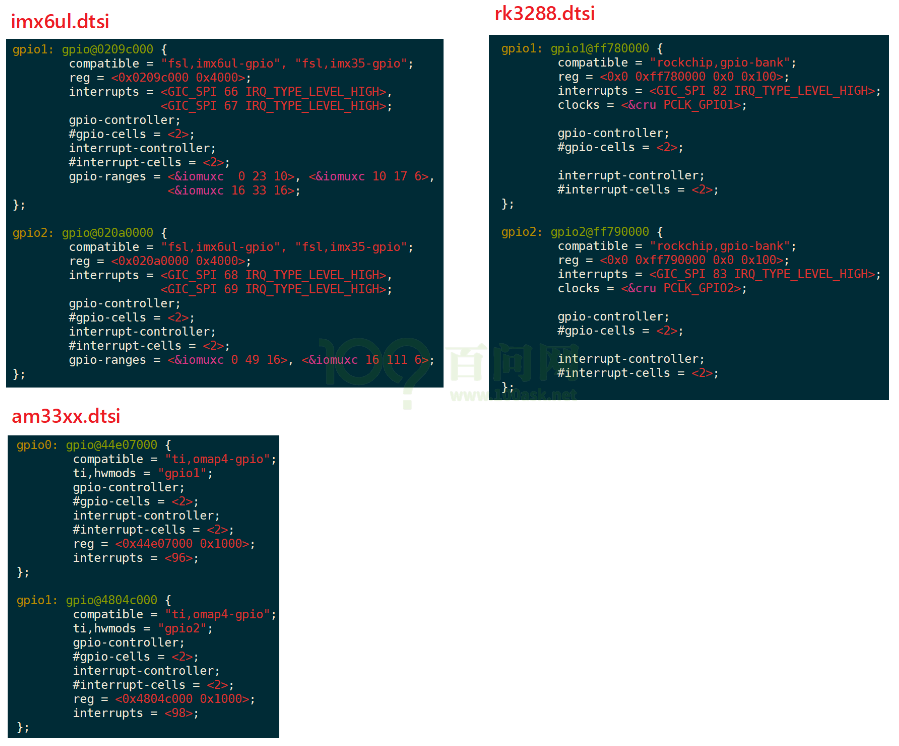 imx6ul.dtsi
gpio1: gpio@0209c000 {
compatible = "fsl,imx6ul-gpio", "fsl,imx35-gpio";
reg = <0x0209c000 0x4000>;
interrupts = <GIC_SPI 66 IRQ_TYPE_LEVEL_HIGH>,
<GIC_SPI 67 IRQ_TYPE_LEVEL_HIGH>;
gpio-controller;
#gpio-cells = <2>;
interrupt-controller;
#interrupt-cells = <2>;
gpio-ranges = <&iomuxc 0 23 10>, <&iomuxc 10 17 6>,
<&iomuxc 16 33 16>;
};
gpio2: gpio@020a0000 {
compatible = "fsl,imx6ul-gpio", "fsl,imx35-gpio";
reg = <0x020a0000 0x4000>;
interrupts = <GIC_SPI 68 IRQ_TYPE_LEVEL_HIGH>,
<GIC_SPI 69 IRQ_TYPE_LEVEL_HIGH>;
gpio-controller;
#gpio-cells = <2>;
interrupt-controller;
#interrupt-cells = <2>;
gpio-ranges = <&iomuxc 0 49 16>, <&iomuxc 16 111 6>;
};
rk3288.dtsi
gpio1: gpio1@ff780000 {
compatible = "rockchip,gpio-bank";
reg = <0x0 0xff780000 0x0 0x100>;
interrupts = <GIC_SPI 82 IRQ_TYPE_LEVEL_HIGH>;
clocks = <&cru PCLK_GPIO1>;
gpio-controller;
#gpio-cells = <2>;
interrupt-controller;
#interrupt-cells = <2>;
};
gpio2: gpio2@ff790000 {
compatible = "rockchip,gpio-bank";
reg = <0x0 0xff790000 0x0 0x100>;
interrupts = <GIC_SPI 83 IRQ_TYPE_LEVEL_HIGH>;
clocks = <&cru PCLK_GPIO2>;
gpio-controller;
#gpio-cells = <2>;
interrupt-controller;
#interrupt-cells = <2>;
};
百问网
am33xx.dtsi
gpio0: gpio@44e07000 {
compatible = "ti,omap4-gpio";
ti,hwmods = "gpio1";
gpio-controller;
#gpio-cells = <2>;
interrupt-controller;
#interrupt-cells = <2>;
reg = <0x44e07000 0x1000>;
interrupts = <96>;
};
gpio1: gpio@4804c000 {
compatible = "ti,omap4-gpio";
ti,hwmods = "gpio2";
gpio-controller;
#gpio-cells = <2>;
interrupt-controller;
#interrupt-cells = <2>;
reg = <0x4804c000 0x1000>;
interrupts = <98>;
};